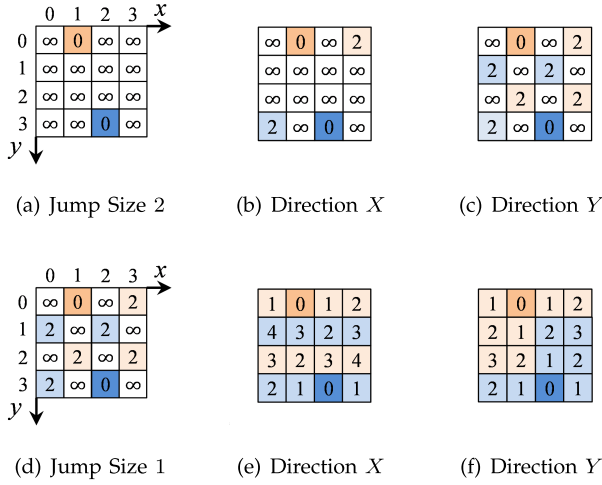 0 1 2 3 x
0 ∞ 0 ∞ ∞
1 ∞ ∞ ∞ ∞
2 ∞ ∞ ∞ ∞
3 ∞ ∞ 0 ∞
y
(a) Jump Size 2
∞ 0 ∞ 2
∞ ∞ ∞ ∞
∞ ∞ ∞ ∞
2 ∞ 0 ∞
(b) Direction X
∞ 0 ∞ 2
2 ∞ 2 ∞
∞ 2 ∞ 2
2 ∞ 0 ∞
(c) Direction Y
0 1 2 3 x
0 ∞ 0 ∞ 2
1 2 ∞ 2 ∞
2 ∞ 2 ∞ 2
3 2 ∞ 0 ∞
y
(d) Jump Size 1
1 0 1 2
4 3 2 3
3 2 3 4
2 1 0 1
(e) Direction X
1 0 1 2
2 1 2 3
3 2 1 2
2 1 0 1
(f) Direction Y